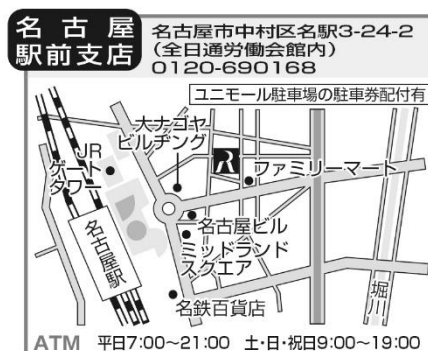 名古屋
駅前支店
名古屋市中村区名駅3-24-2
(全日通労働会館内)
0120-690168
ユニモール駐車場の駐車券配付有
大ナゴヤ
ビルヂング
JR
ゲート
タワー
R
ファミリーマート
名古屋ビル
ミッドランド
スクエア
名古屋駅
名鉄百貨店
堀川
ATM 平日7:00～21:00 土・日・祝日9:00～19:00